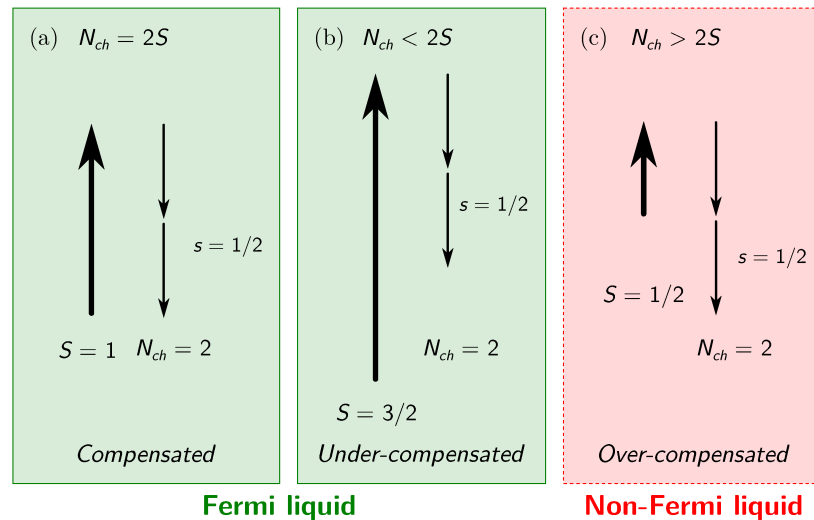 (a) N_ch = 2S
s = 1/2
S = 1 N_ch = 2
Compensated
(b) N_ch < 2S
s = 1/2
N_ch = 2
S = 3/2
Under-compensated
Fermi liquid
(c) N_ch > 2S
s = 1/2
S = 1/2
N_ch = 2
Over-compensated
Non-Fermi liquid